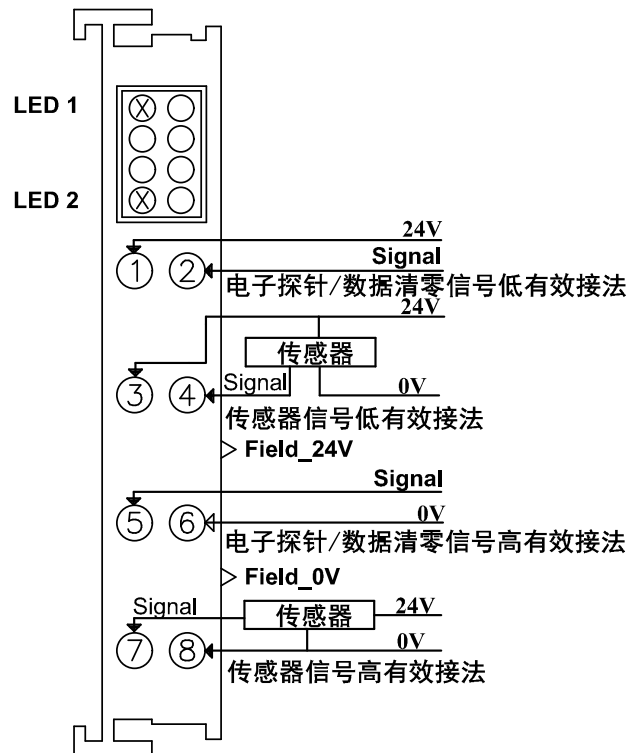 LED 1
LED 2
24V
Signal
① ②
电子探针/数据清零信号低有效接法
24V
传感器
③ ④
Signal
0V
传感器信号低有效接法
Field_24V
Signal
⑤ ⑥
0V
电子探针/数据清零信号高有效接法
Field_0V
Signal
传感器
24V
⑦ ⑧
0V
传感器信号高有效接法